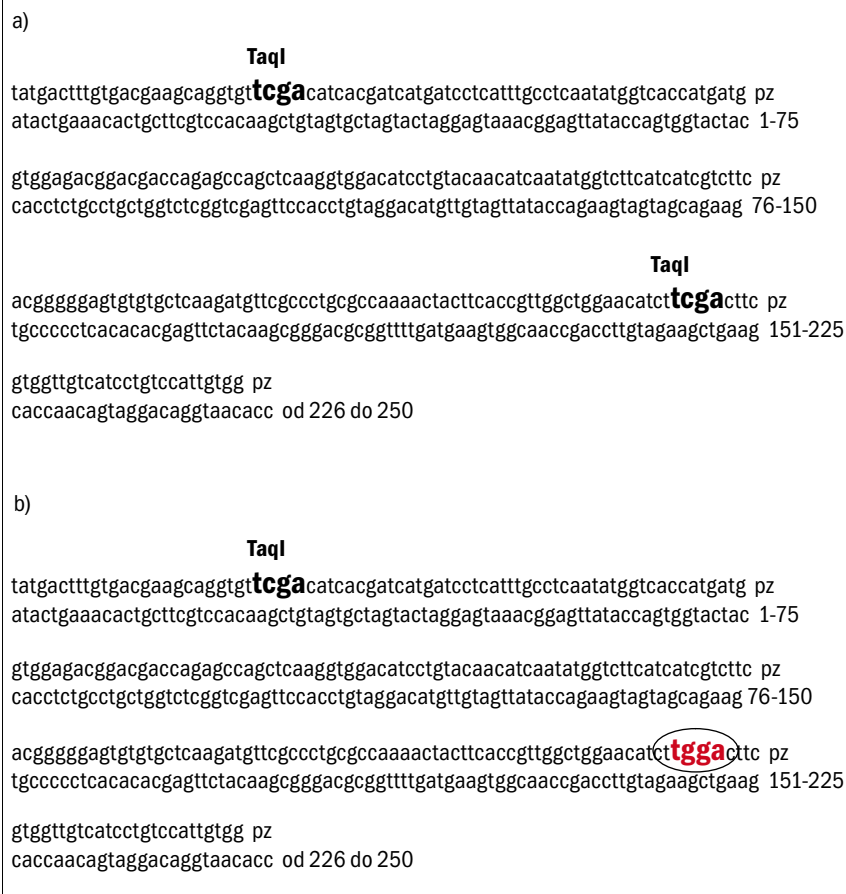 a)
TaqI
tatgactttgtgacgaagcaggtgttcgacatcacgatcatgatcctcatttgcctcaatatggtcaccatgatg pz
atactgaaacactgcttcgtccacaagctgtagtgctagtactaggagtaaacggagttataccagtggtactac 1-75
gtggagacggacgaccagagccagctcaaggtggacatcctgtacaacatcaatatggtcttcatcatcgtcttc pz
cacctctgcctgctggtctcggtcgagttccacctgtaggacatgttgtagttataccagaagtagtagcagaag 76-150
TaqI
acgggggagtgtgtgctcaagatgttcgccctgcgccaaaactacttcaccgttggctggaacatcttcgacttc pz
tgccccctcacacacgagttctacaagcgggacgcggttttgatgaagtggcaaccgaccttgtagaagctgaag 151-225
gtggttgtcatcctgtccattgtgg pz
caccaacagtaggacaggtaacacc od 226 do 250
b)
TaqI
tatgactttgtgacgaagcaggtgttcgacatcacgatcatgatcctcatttgcctcaatatggtcaccatgatg pz
atactgaaacactgcttcgtccacaagctgtagtgctagtactaggagtaaacggagttataccagtggtactac 1-75
gtggagacggacgaccagagccagctcaaggtggacatcctgtacaacatcaatatggtcttcatcatcgtcttc pz
cacctctgcctgctggtctcggtcgagttccacctgtaggacatgttgtagttataccagaagtagtagcagaag 76-150
acgggggagtgtgtgctcaagatgttcgccctgcgccaaaactacttcaccgttggctggaacatcttggacttc pz
tgccccctcacacacgagttctacaagcgggacgcggttttgatgaagtggcaaccgaccttgtagaagctgaag 151-225
gtggttgtcatcctgtccattgtgg pz
caccaacagtaggacaggtaacacc od 226 do 250